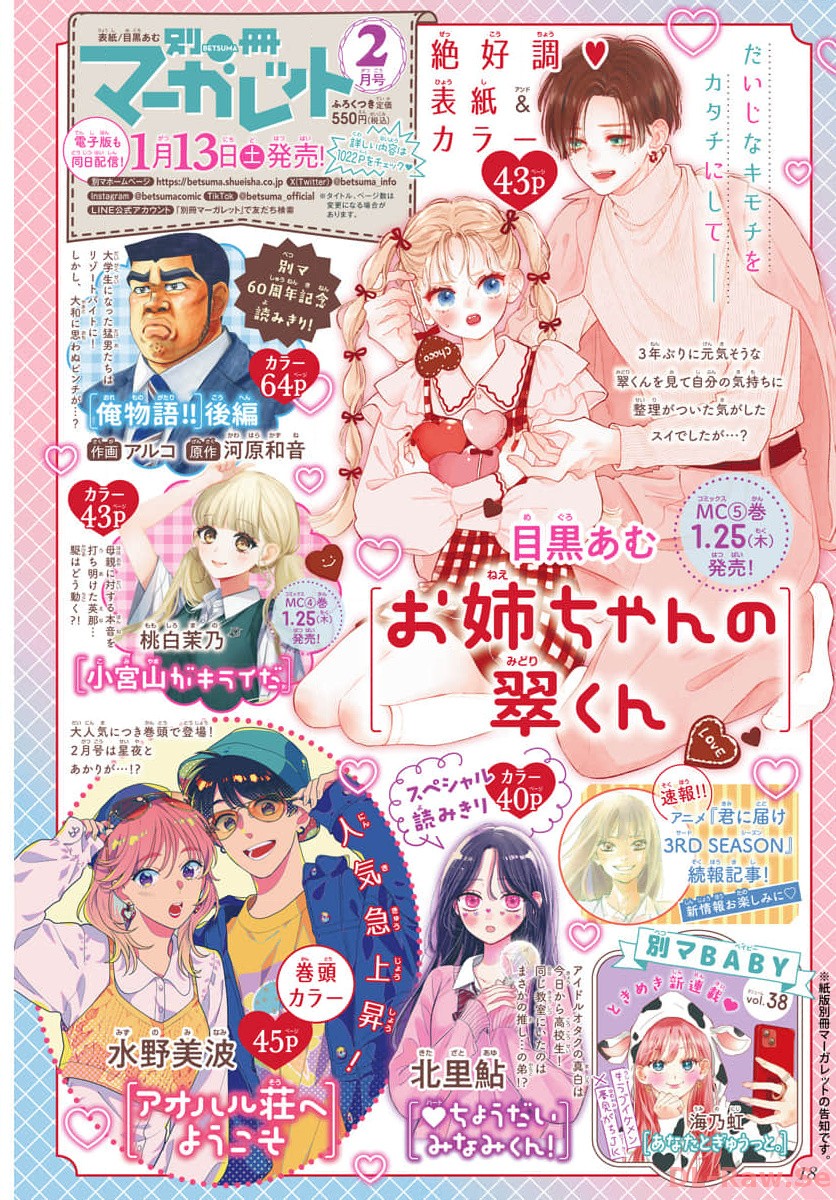 表紙/目黒あむ
別冊
BETSUMA
マーガレット
2月号
ふろくつき定価
550円(税込)
電子版も
同日配信!
1月13日(土)発売!
詳しい内容は
1022Pをチェック♥
別マホームページ https://betsuma.shueisha.co.jp X(Twitter) @betsuma_info
Instagram @betsumacomic TikTok @betsuma_official
LINE公式アカウント 「別冊マーガレット」で友だち検索
※タイトル、ページ数は
変更になる場合が
あります。
絶好調♥
表紙&
カラー
43P
だいじなキモチを
カタチにして――
3年ぶりに元気そうな
翠くんを見て自分の気持ちに
整理がついた気がした
スイでしたが…?
Choco
MC⑤巻
1.25(木)
発売!
目黒あむ
[お姉ちゃんの
翠くん]
LOVE
別マ
60周年記念
読みきり!
大学生になった猛男たちは
リゾートバイトに!
しかし、大和に思わぬピンチが…?
カラー
64P
[俺物語!!]後編
作画 アルコ 原作 河原和音
カラー
43P
母親に対する本音を
打ち明けた英那…
駆はどう動く?!
MC④巻
1.25(木)
発売!
桃白茉乃
[小宮山がキライだ]
大人気につき巻頭で登場!
2月号は星夜と
あかりが…!?
人気急上昇!
巻頭
カラー
45P
水野美波
[アオハル荘へ
ようこそ]
スペシャル
読みきり
カラー
40P
アイドルオタクの真白は
今日から高校生!
同じ教室にいたのは
まさかの推し…の弟!?
北里鮎
[♥ちょうだい
みなみくん!]
速報!!
アニメ『君に届け
3RD SEASON』
続報記事!
新情報お楽しみに♡
別マBABY
ときめき新連載♥
vol.38
海乃虹
[あなたとぎゅうっと。]
※紙版別冊マーガレットの告知です。
18